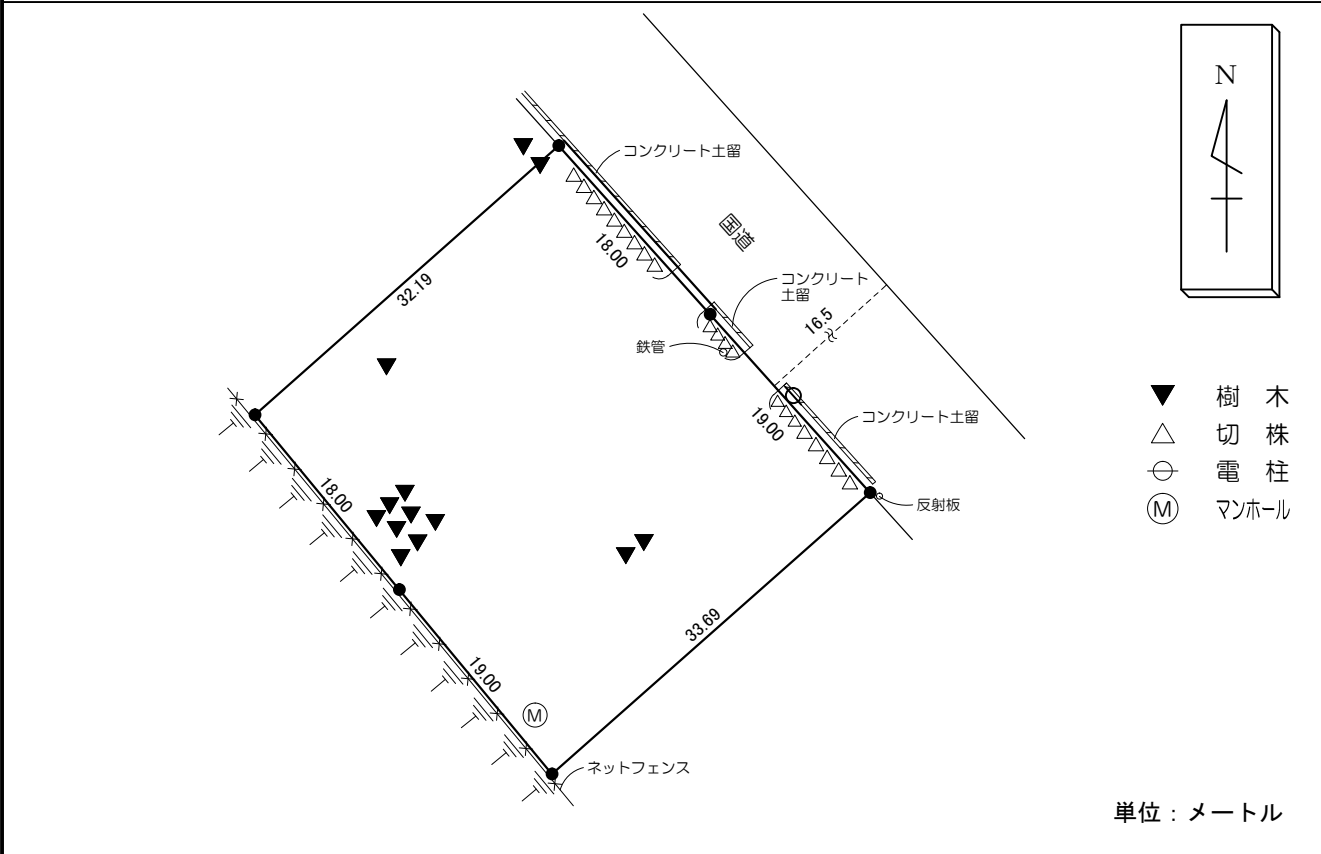 N
コンクリート土留
国道
18.00
コンクリート
土留
32.19
16.5
鉄管
19.00
コンクリート土留
反射板
18.00
33.69
19.00
M
ネットフェンス
樹 木
切 株
電 柱
M マンホール
単位：メートル